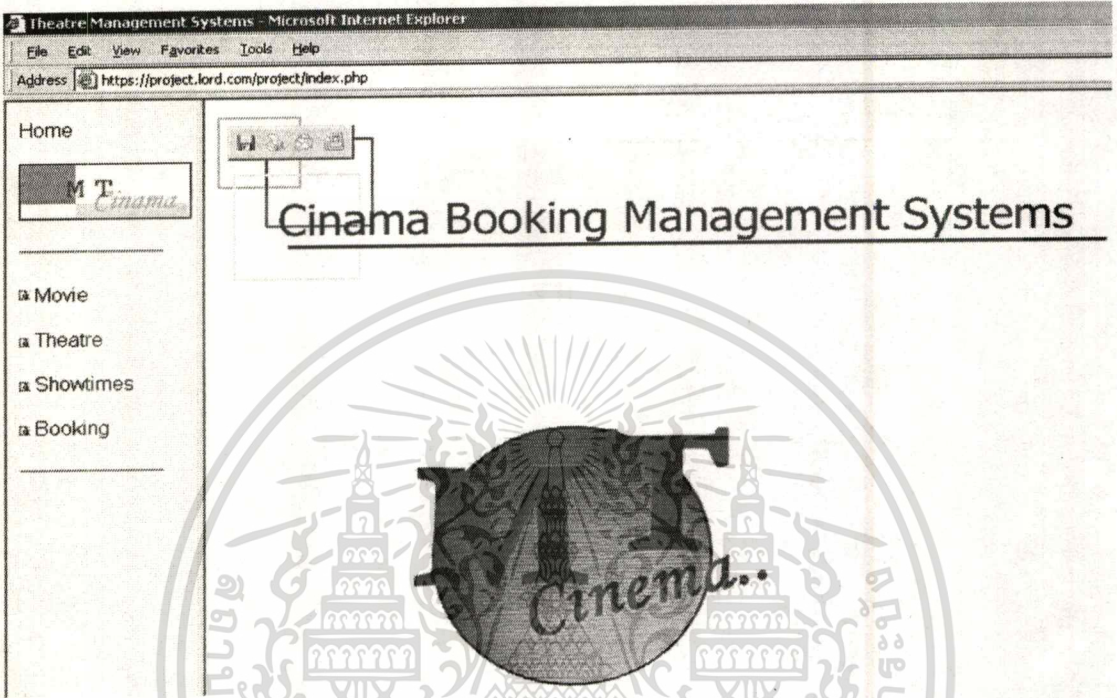 Theatre Management Systems - Microsoft Internet Explorer
File Edit View Favorites Tools Help
Address https://project.lord.com/project/index.php
Home
M T
Cinama
Cinama Booking Management Systems
Movie
Theatre
Showtimes
Booking
MT
Cinema..